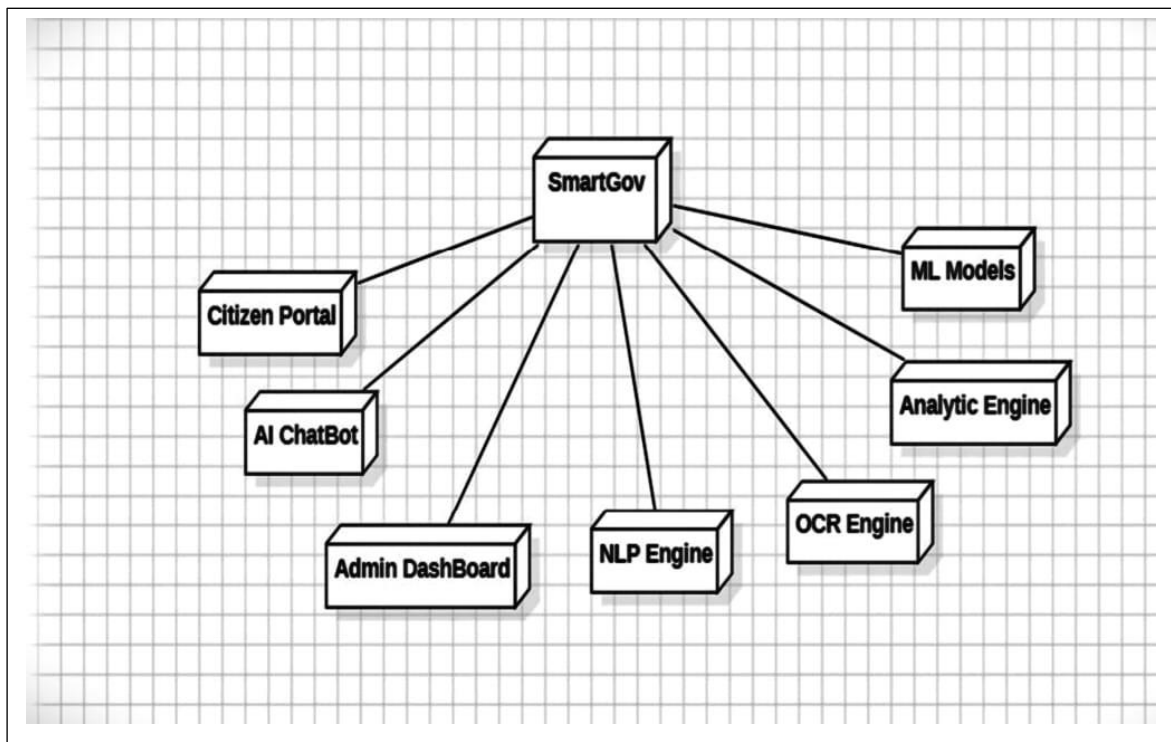 SmartGov
ML Models
Citizen Portal
Analytic Engine
AI ChatBot
OCR Engine
NLP Engine
Admin DashBoard